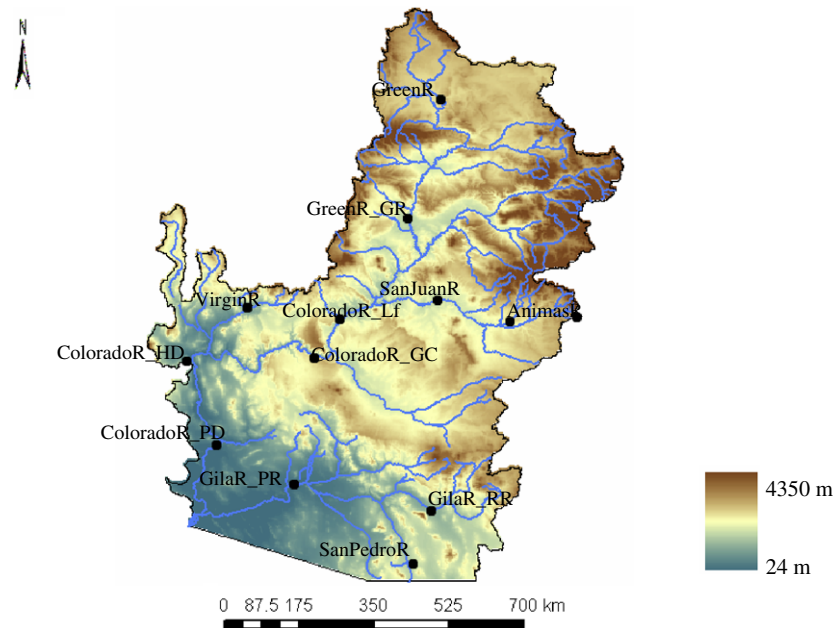 N
GreenR
GreenR_GR
SanJuanR
VirginR
ColoradoR_Lf
AnimasR
ColoradoR_HD
ColoradoR_GC
ColoradoR_PD
GilaR_PR
GilaR_RR
SanPedroR
4350 m
24 m
0 87.5 175 350 525 700 km